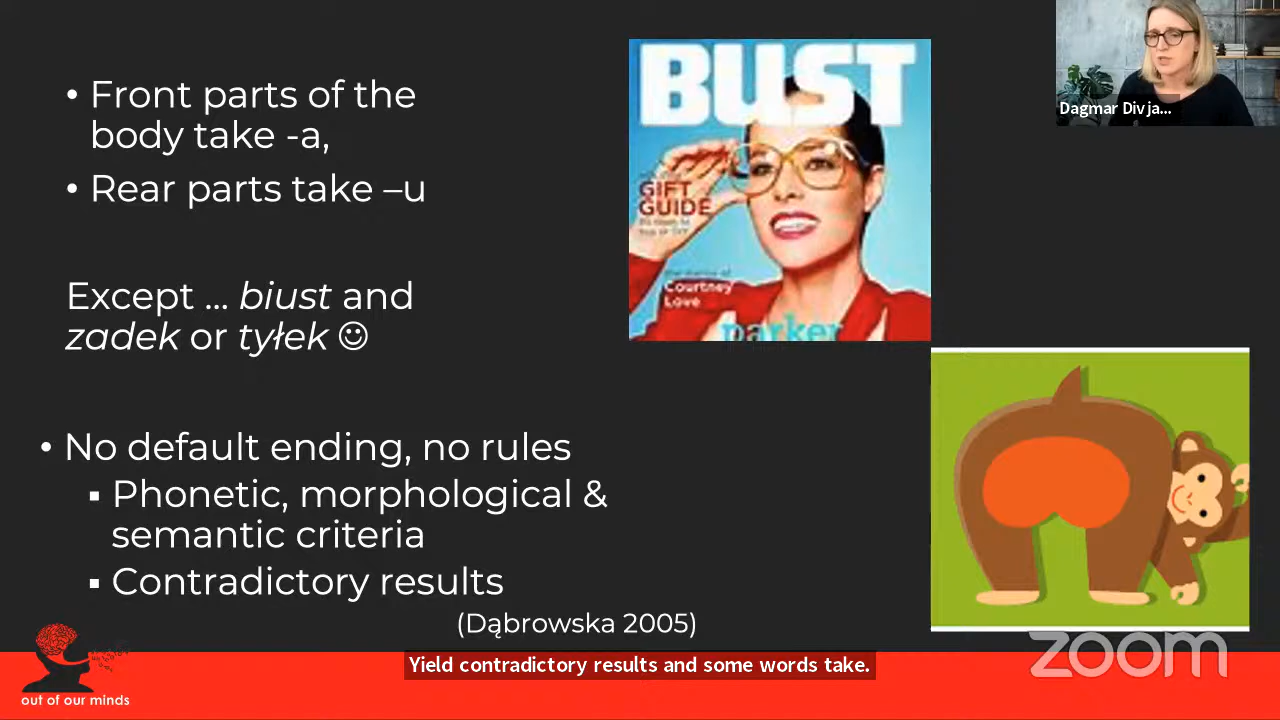 • Front parts of the
body take -a,
• Rear parts take –u
Except ... biust and
zadek or tyłek ☺
• No default ending, no rules
▪ Phonetic, morphological &
semantic criteria
▪ Contradictory results
(Dąbrowska 2005)
BUST
GIFT
GUIDE
Courtney
Love
parker
Dagmar Divja...
Yield contradictory results and some words take.
out of our minds
zoom